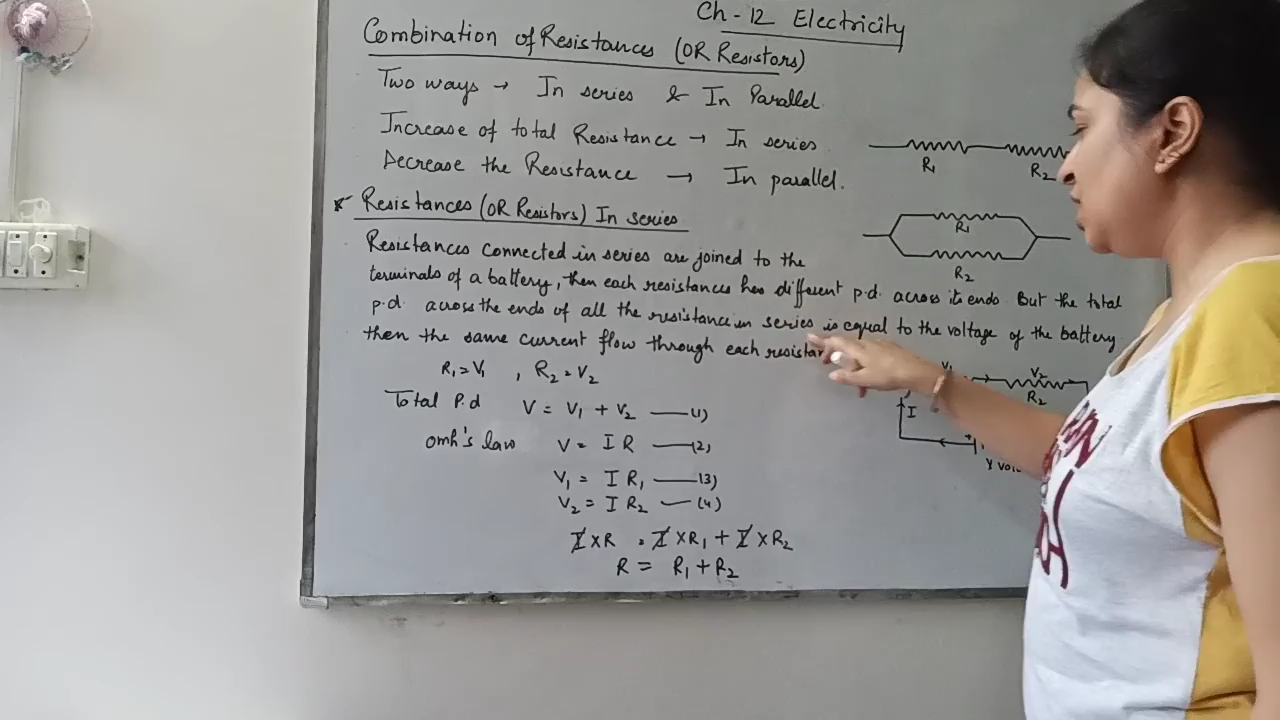 Ch - 12 Electricity
Combination of Resistances (OR Resistors)
Two ways → In series & In Parallel
Increase of total Resistance → In series
Decrease the Resistance → In parallel.
R1 R2
R1
R2
* Resistances (OR Resistors) In series
Resistances connected in series are joined to the
terminals of a battery, then each resistances has different p.d. across its ends But the total
p.d. across the ends of all the resistance in series is equal to the voltage of the battery.
then the same current flow through each
R1 = V1 , R2 = V2
Total P.d V = V1 + V2 —(1)
omh's law V = I R —(2)
V1 = I R1 —(3)
V2 = I R2 —(4)
I×R = I×R1 + I×R2
R = R1 + R2
V1 V2
R2
I